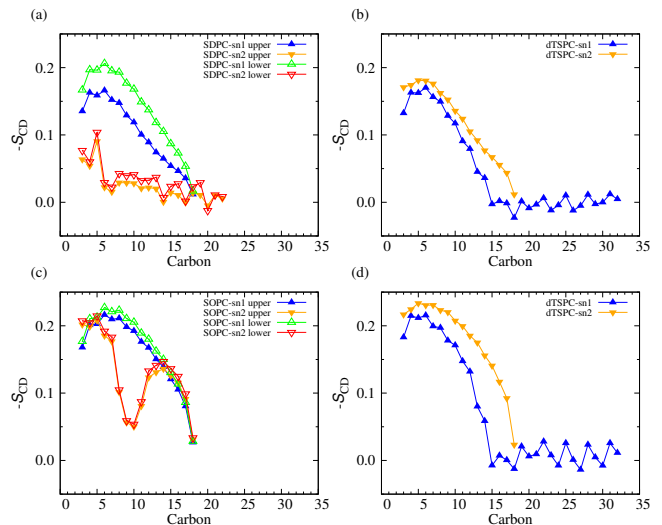 (a)
SDPC-sn1 upper
SDPC-sn2 upper
SDPC-sn1 lower
SDPC-sn2 lower
0.2
0.1
0.0
-SCD
0 5 10 15 20 25 30 35
Carbon
(b)
dTSPC-sn1
dTSPC-sn2
0.2
0.1
0.0
-SCD
0 5 10 15 20 25 30 35
Carbon
(c)
SOPC-sn1 upper
SOPC-sn2 upper
SOPC-sn1 lower
SOPC-sn2 lower
0.2
0.1
0.0
-SCD
0 5 10 15 20 25 30 35
Carbon
(d)
dTSPC-sn1
dTSPC-sn2
0.2
0.1
0.0
-SCD
0 5 10 15 20 25 30 35
Carbon